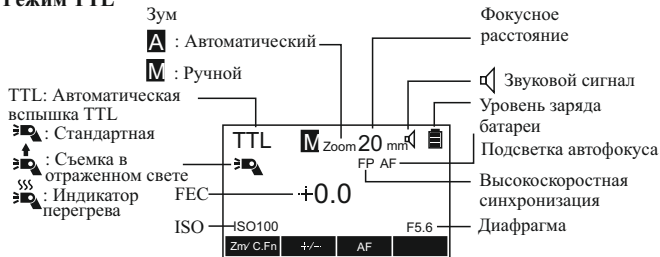 Режим TTL
Зум
A : Автоматический
M : Ручной
TTL: Автоматическая
вспышка TTL
: Стандартная
: Съемка в
отраженном свете
: Индикатор
перегрева
FEC
ISO
TTL M Zoom 20 mm
FP AF
+0.0
ISO100 F5.6
Zm/ C.Fn +/- AF
Фокусное
расстояние
Звуковой сигнал
Уровень заряда
батареи
Подсветка автофокуса
Высокоскоростная
синхронизация
Диафрагма